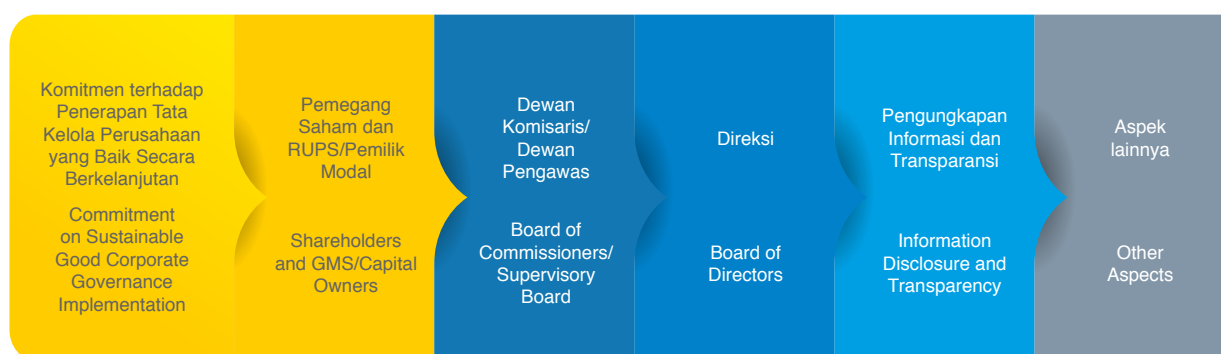 Komitmen terhadap
Penerapan Tata
Kelola Perusahaan
yang Baik Secara
Berkelanjutan
Commitment
on Sustainable
Good Corporate
Governance
Implementation
Pemegang
Saham dan
RUPS/Pemilik
Modal
Shareholders
and GMS/Capital
Owners
Dewan
Komisaris/
Dewan
Pengawas
Board of
Commissioners/
Supervisory
Board
Direksi
Board of
Directors
Pengungkapan
Informasi dan
Transparansi
Information
Disclosure and
Transparency
Aspek
lainnya
Other
Aspects